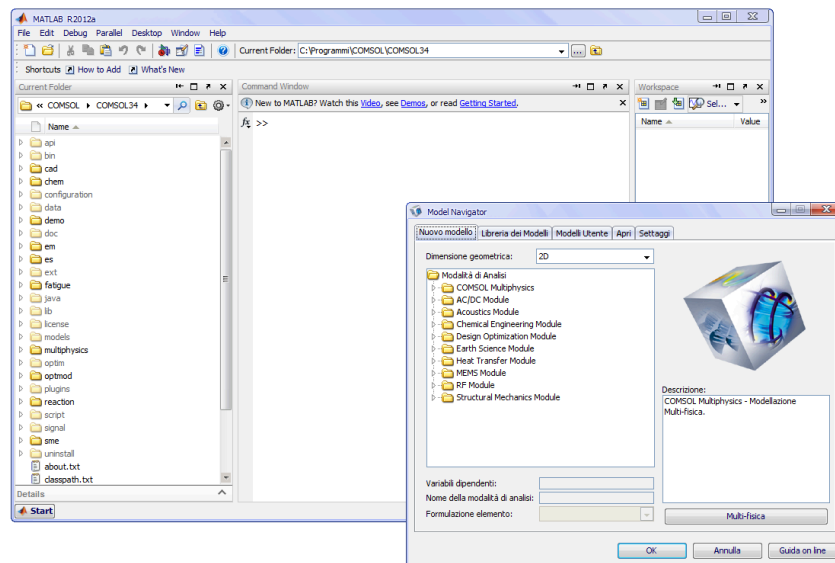 MATLAB R2012a
File Edit Debug Parallel Desktop Window Help
Current Folder: C:\Programmi\COMSOL\COMSOL34
Shortcuts How to Add What's New
Current Folder
« COMSOL COMSOL34
Name
api
bin
cad
chem
configuration
data
demo
doc
em
es
ext
fatigue
java
lib
license
models
multiphysics
optim
optmod
plugins
reaction
script
signal
sme
uninstall
about.txt
classpath.txt
Details
Start
Command Window
New to MATLAB? Watch this Video, see Demos, or read Getting Started.
fx >>
Workspace
Sel... »
Name Value
Model Navigator
Nuovo modello Libreria dei Modelli Modelli Utente Apri Settaggi
Dimensione geometrica: 2D
Modalità di Analisi
COMSOL Multiphysics
AC/DC Module
Acoustics Module
Chemical Engineering Module
Design Optimization Module
Earth Science Module
Heat Transfer Module
MEMS Module
RF Module
Structural Mechanics Module
Descrizione:
COMSOL Multiphysics - Modellazione
Multi-fisica.
Variabili dipendenti:
Nome della modalità di analisi:
Formulazione elemento:
Multi-fisica
OK Annulla Guida on line